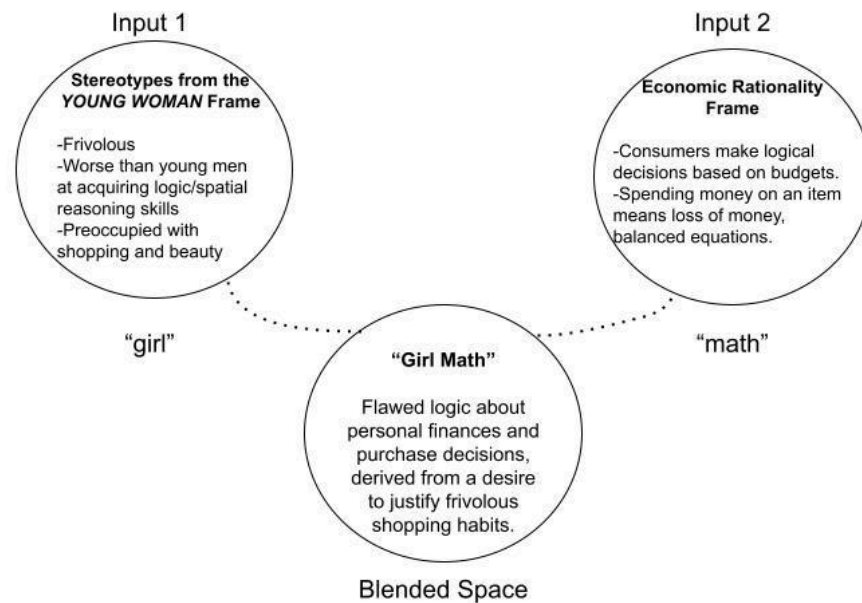 Input 1
Stereotypes from the
YOUNG WOMAN Frame
-Frivolous
-Worse than young men
at acquiring logic/spatial
reasoning skills
-Preoccupied with
shopping and beauty
“girl”
Input 2
Economic Rationality
Frame
-Consumers make logical
decisions based on budgets.
-Spending money on an item
means loss of money,
balanced equations.
“math”
“Girl Math”
Flawed logic about
personal finances and
purchase decisions,
derived from a desire
to justify frivolous
shopping habits.
Blended Space